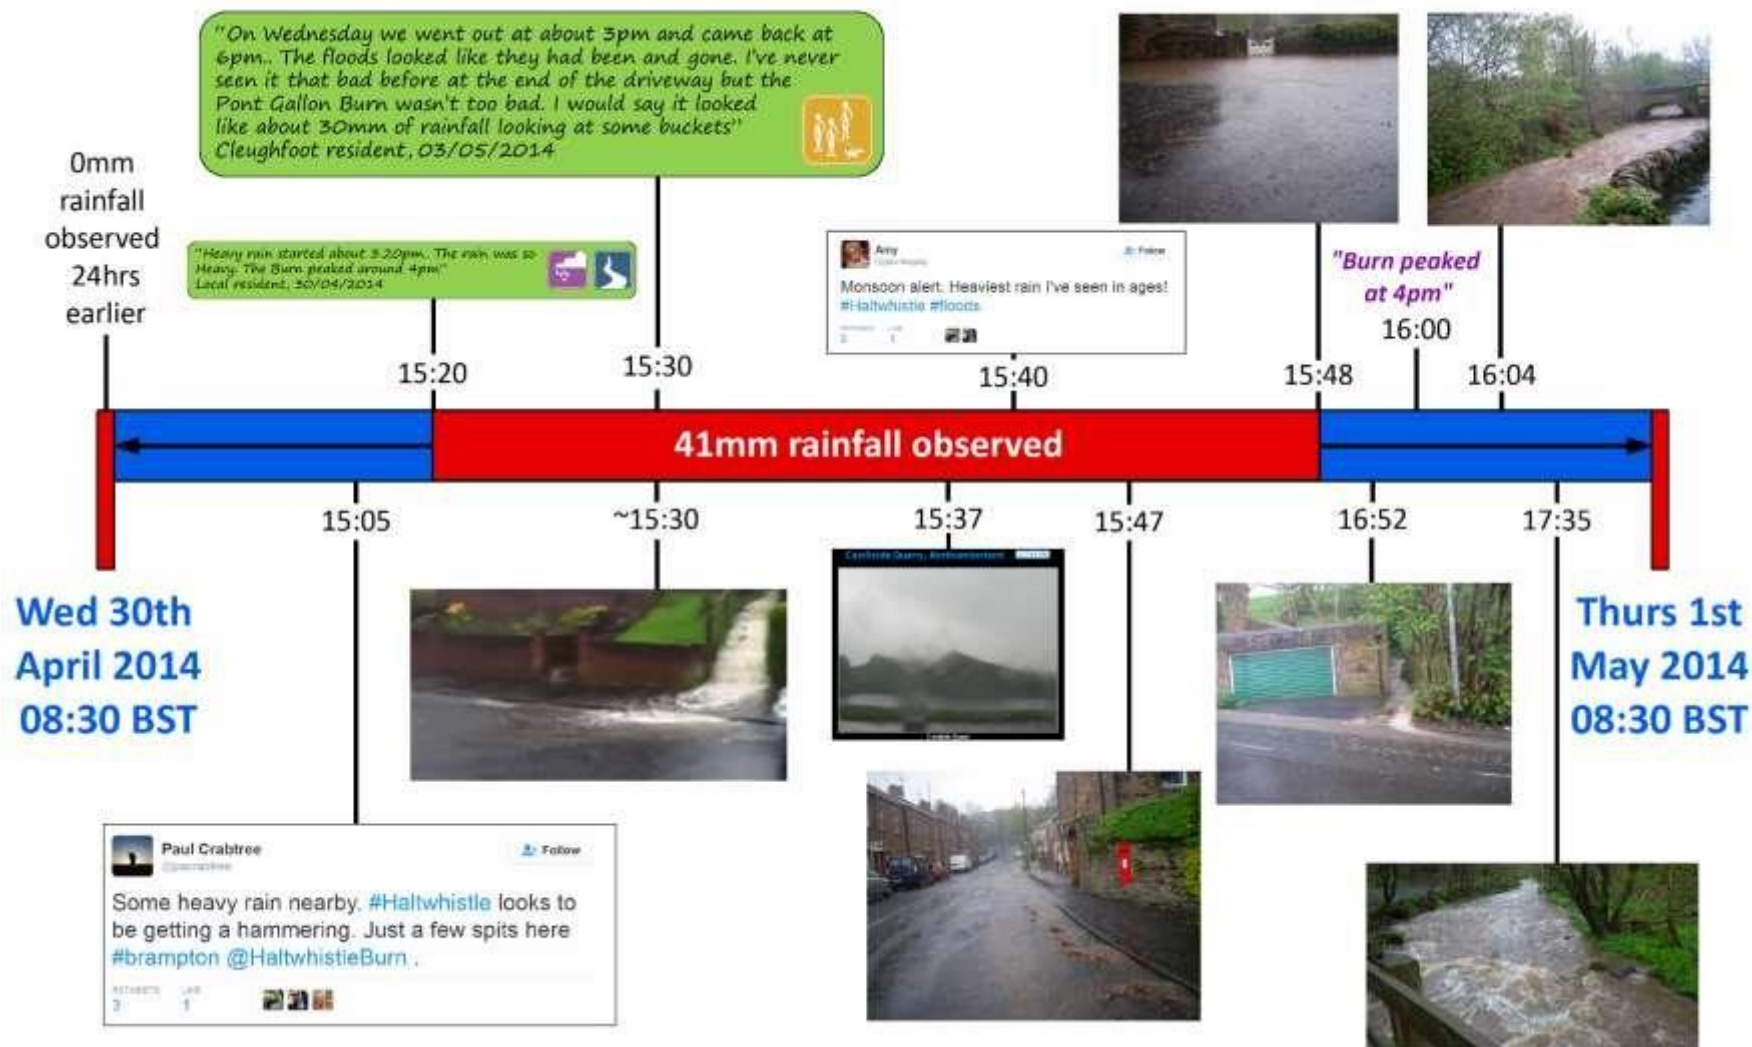 "On Wednesday we went out at about 3pm and came back at
6pm.. The floods looked like they had been and gone. I've never
seen it that bad before at the end of the driveway but the
Pont Gallon Burn wasn't too bad. I would say it looked
like about 30mm of rainfall looking at some buckets"
Cleughfoot resident, 03/05/2014
0mm
rainfall
observed
24hrs
earlier
"Heavy rain started about 3.20pm. The rain was so
Heavy. The Burn peaked around 4pm"
Local resident, 30/04/2014
Amy
Follow
Monsoon alert. Heaviest rain I've seen in ages!
#Haltwhistle #floods
"Burn peaked
at 4pm"
16:00
15:20
15:30
15:40
15:48
16:04
41mm rainfall observed
15:05
~15:30
15:37
15:47
16:52
17:35
Wed 30th
April 2014
08:30 BST
Thurs 1st
May 2014
08:30 BST
Paul Crabtree
Follow
Some heavy rain nearby. #Haltwhistle looks to
be getting a hammering. Just a few spits here
#brampton @HaltwhistleBurn .
RETWEETS
LIKE
3
1